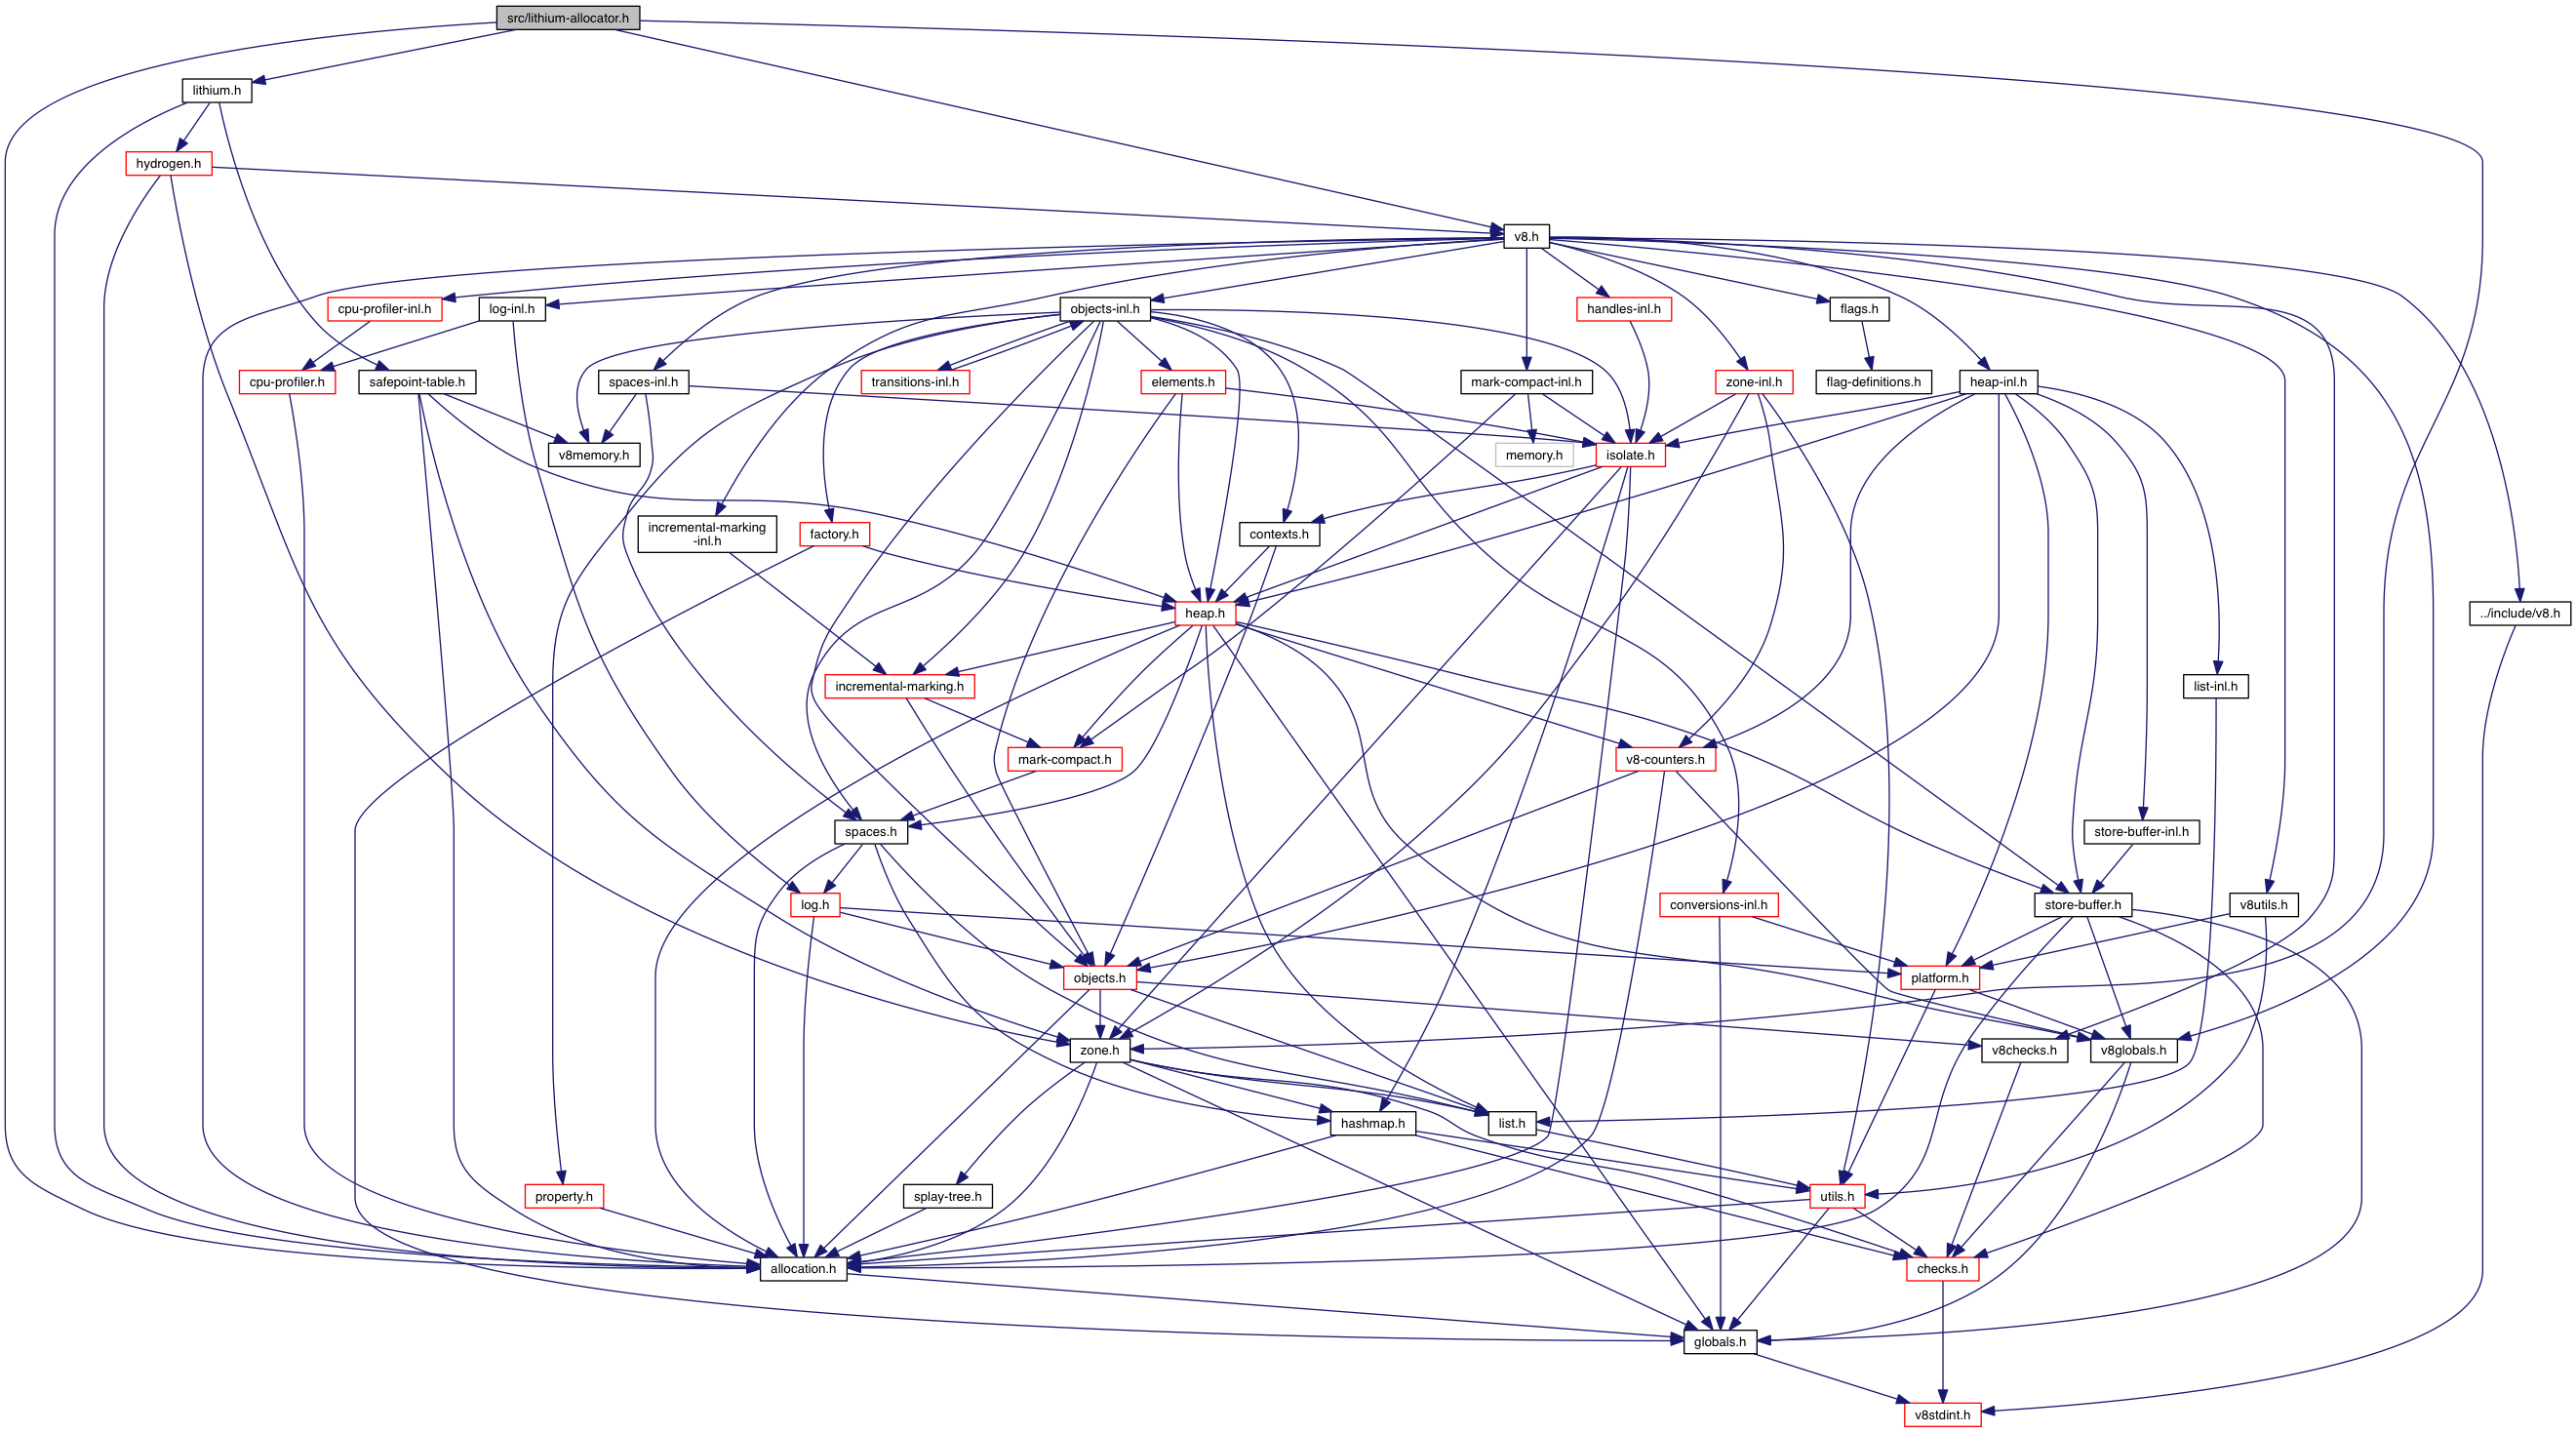 src/lithium-allocator.h
lithium.h
hydrogen.h
v8.h
cpu-profiler-inl.h
log-inl.h
objects-inl.h
handles-inl.h
flags.h
cpu-profiler.h
safepoint-table.h
spaces-inl.h
transitions-inl.h
elements.h
mark-compact-inl.h
zone-inl.h
flag-definitions.h
heap-inl.h
v8memory.h
memory.h
isolate.h
incremental-marking
-inl.h
factory.h
contexts.h
heap.h
../include/v8.h
incremental-marking.h
list-inl.h
mark-compact.h
v8-counters.h
spaces.h
store-buffer-inl.h
log.h
conversions-inl.h
store-buffer.h
v8utils.h
objects.h
platform.h
zone.h
v8checks.h
v8globals.h
hashmap.h
list.h
property.h
splay-tree.h
utils.h
allocation.h
checks.h
globals.h
v8stdint.h